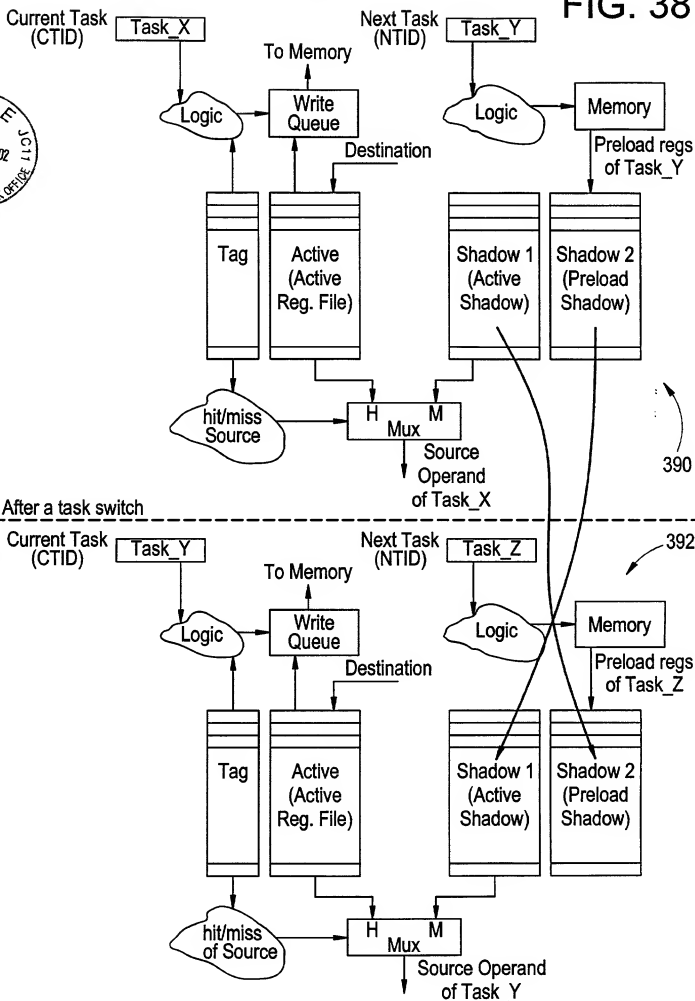 FIG. 38
Current Task
(CTID)
Task_X
Next Task
(NTID)
Task_Y
To Memory
Logic
Write
Queue
Logic
Memory
Destination
Preload regs
of Task_Y
Tag
Active
(Active
Reg. File)
Shadow 1
(Active
Shadow)
Shadow 2
(Preload
Shadow)
hit/miss
Source
H M
Mux
Source
Operand
of Task_X
390
After a task switch
Current Task
(CTID)
Task_Y
Next Task
(NTID)
Task_Z
392
To Memory
Logic
Write
Queue
Logic
Memory
Destination
Preload regs
of Task_Z
Tag
Active
(Active
Reg. File)
Shadow 1
(Active
Shadow)
Shadow 2
(Preload
Shadow)
hit/miss
of Source
H M
Mux
Source Operand
of Task_Y
JC11
OFFICE